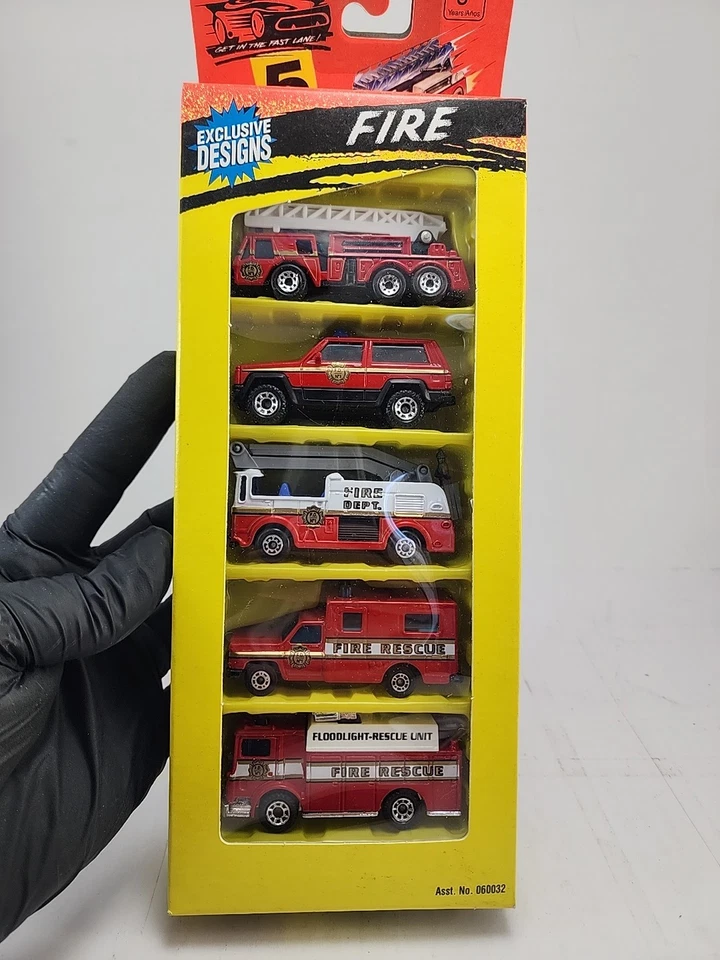 GET IN THE FAST LANE!
Years/Años
5
EXCLUSIVE
DESIGNS
FIRE
FIRE
DEPT.
FIRE RESCUE
FLOODLIGHT-RESCUE UNIT
FIRE RESCUE
Asst. No. 060032